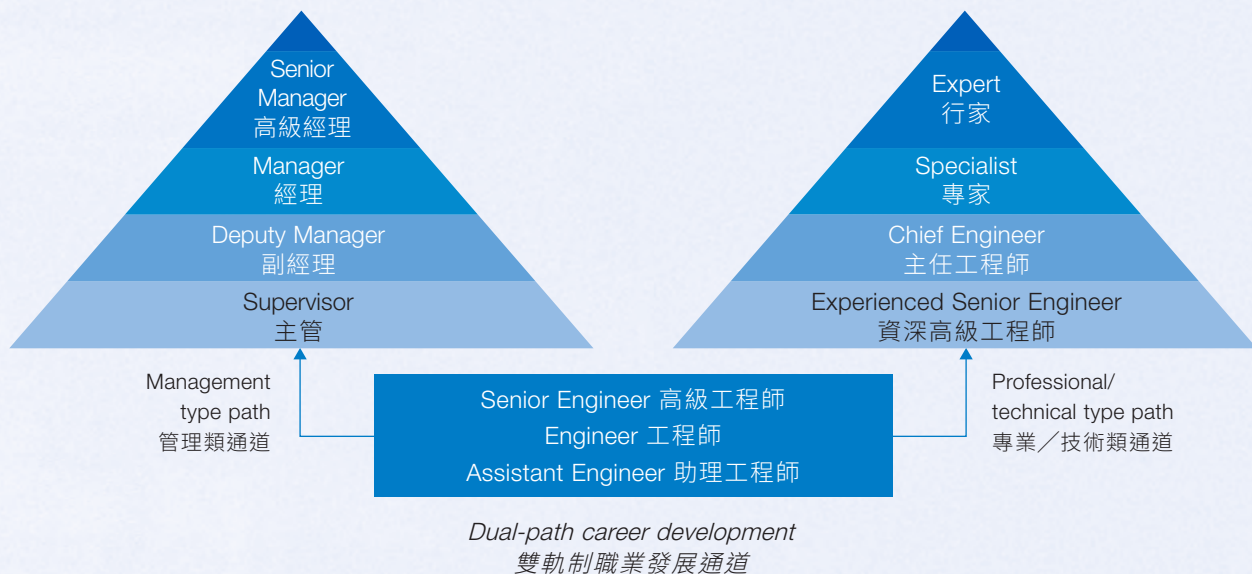 Senior
Manager
高級經理
Manager
經理
Deputy Manager
副經理
Supervisor
主管
Expert
行家
Specialist
專家
Chief Engineer
主任工程師
Experienced Senior Engineer
資深高級工程師
Management
type path
管理類通道
Senior Engineer 高級工程師
Engineer 工程師
Assistant Engineer 助理工程師
Professional/
technical type path
專業／技術類通道
Dual-path career development
雙軌制職業發展通道